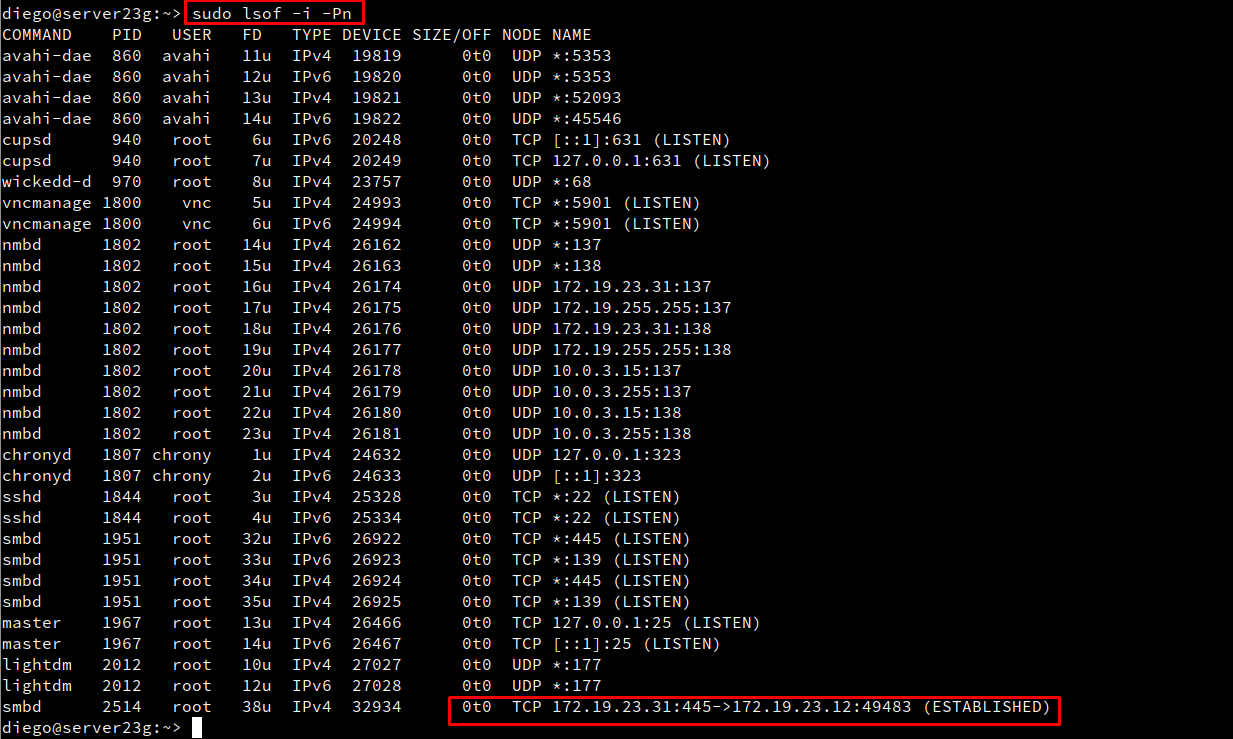 diego@server23g:~> sudo lsof -i -Pn
COMMAND    PID   USER   FD   TYPE DEVICE SIZE/OFF NODE NAME
avahi-dae  860  avahi   11u  IPv4  19819      0t0  UDP *:5353
avahi-dae  860  avahi   12u  IPv6  19820      0t0  UDP *:5353
avahi-dae  860  avahi   13u  IPv4  19821      0t0  UDP *:52093
avahi-dae  860  avahi   14u  IPv6  19822      0t0  UDP *:45546
cupsd      940   root    6u  IPv6  20248      0t0  TCP [::1]:631 (LISTEN)
cupsd      940   root    7u  IPv4  20249      0t0  TCP 127.0.0.1:631 (LISTEN)
wickedd-d  970   root    8u  IPv4  23757      0t0  UDP *:68
vncmanage 1800    vnc    5u  IPv4  24993      0t0  TCP *:5901 (LISTEN)
vncmanage 1800    vnc    6u  IPv6  24994      0t0  TCP *:5901 (LISTEN)
nmbd      1802   root   14u  IPv4  26162      0t0  UDP *:137
nmbd      1802   root   15u  IPv4  26163      0t0  UDP *:138
nmbd      1802   root   16u  IPv4  26174      0t0  UDP 172.19.23.31:137
nmbd      1802   root   17u  IPv4  26175      0t0  UDP 172.19.255.255:137
nmbd      1802   root   18u  IPv4  26176      0t0  UDP 172.19.23.31:138
nmbd      1802   root   19u  IPv4  26177      0t0  UDP 172.19.255.255:138
nmbd      1802   root   20u  IPv4  26178      0t0  UDP 10.0.3.15:137
nmbd      1802   root   21u  IPv4  26179      0t0  UDP 10.0.3.255:137
nmbd      1802   root   22u  IPv4  26180      0t0  UDP 10.0.3.15:138
nmbd      1802   root   23u  IPv4  26181      0t0  UDP 10.0.3.255:138
chronyd   1807 chrony    1u  IPv4  24632      0t0  UDP 127.0.0.1:323
chronyd   1807 chrony    2u  IPv6  24633      0t0  UDP [::1]:323
sshd      1844   root    3u  IPv4  25328      0t0  TCP *:22 (LISTEN)
sshd      1844   root    4u  IPv6  25334      0t0  TCP *:22 (LISTEN)
smbd      1951   root   32u  IPv6  26922      0t0  TCP *:445 (LISTEN)
smbd      1951   root   33u  IPv6  26923      0t0  TCP *:139 (LISTEN)
smbd      1951   root   34u  IPv4  26924      0t0  TCP *:445 (LISTEN)
smbd      1951   root   35u  IPv4  26925      0t0  TCP *:139 (LISTEN)
master    1967   root   13u  IPv4  26466      0t0  TCP 127.0.0.1:25 (LISTEN)
master    1967   root   14u  IPv6  26467      0t0  TCP [::1]:25 (LISTEN)
lightdm   2012   root   10u  IPv4  27027      0t0  UDP *:177
lightdm   2012   root   12u  IPv6  27028      0t0  UDP *:177
smbd      2514   root   38u  IPv4  32934      0t0  TCP 172.19.23.31:445->172.19.23.12:49483 (ESTABLISHED)
diego@server23g:~>